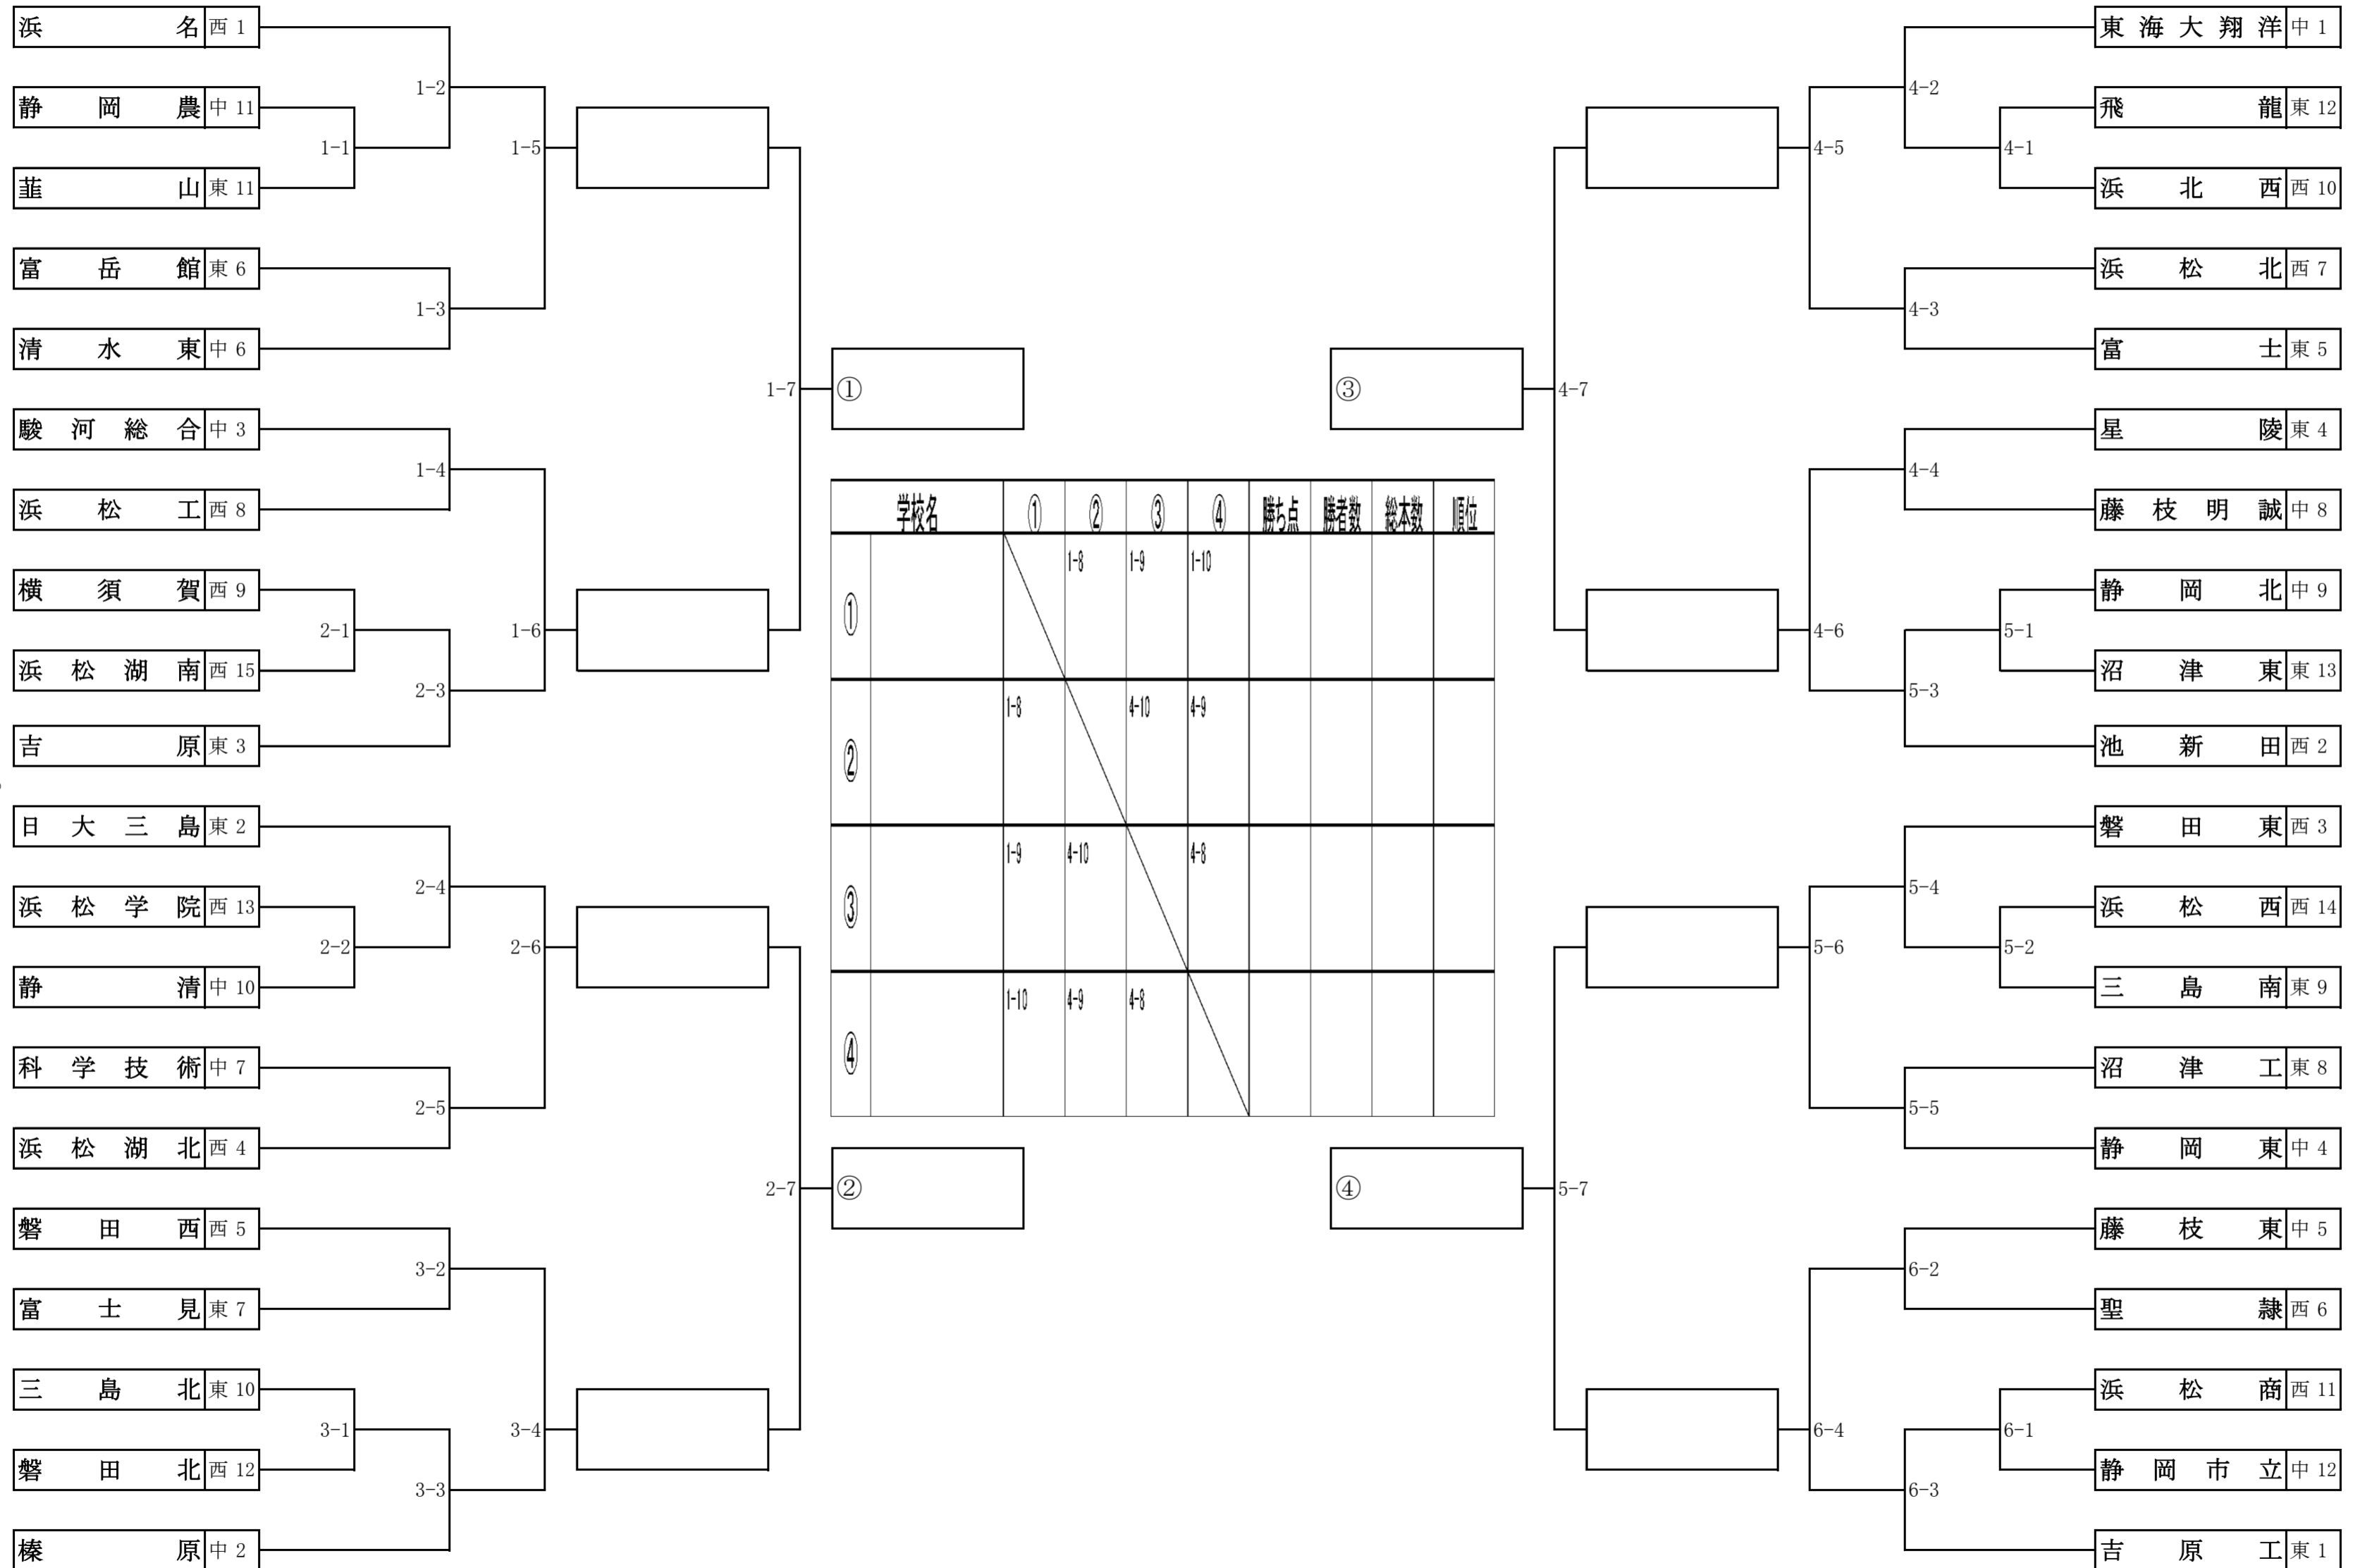 浜名 西 1
静岡農 中 11
韮山 東 11
富岳館 東 6
清水東 中 6
駿河総合 中 3
浜松工 西 8
横須賀 西 9
浜松湖南 西 15
吉原 東 3
日大三島 東 2
浜松学院 西 13
静清 中 10
科学技術 中 7
浜松湖北 西 4
磐田西 西 5
富士見 東 7
三島北 東 10
磐田北 西 12
榛原 中 2
1-1
2-1
2-2
3-1
1-2
1-3
1-4
2-3
2-4
2-5
3-2
3-3
1-5
1-6
2-6
3-4
1-7
2-7
①
②
学校名 ① ② ③ ④ 勝ち点 勝者数 総本数 順位
① 1-8 1-9 1-10
② 1-8 4-10 4-9
③ 1-9 4-10 4-8
④ 1-10 4-9 4-8
③
④
4-7
5-7
4-5
4-6
5-6
6-4
4-2
4-3
4-4
5-3
5-4
5-5
6-2
6-3
4-1
5-1
5-2
6-1
東海大翔洋 中 1
飛龍 東 12
浜北西 西 10
浜松北 西 7
富士 東 5
星陵 東 4
藤枝明誠 中 8
静岡北 中 9
沼津東 東 13
池新田 西 2
磐田東 西 3
浜松西 西 14
三島南 東 9
沼津工 東 8
静岡東 中 4
藤枝東 中 5
聖隷 西 6
浜松商 西 11
静岡市立 中 12
吉原工 東 1